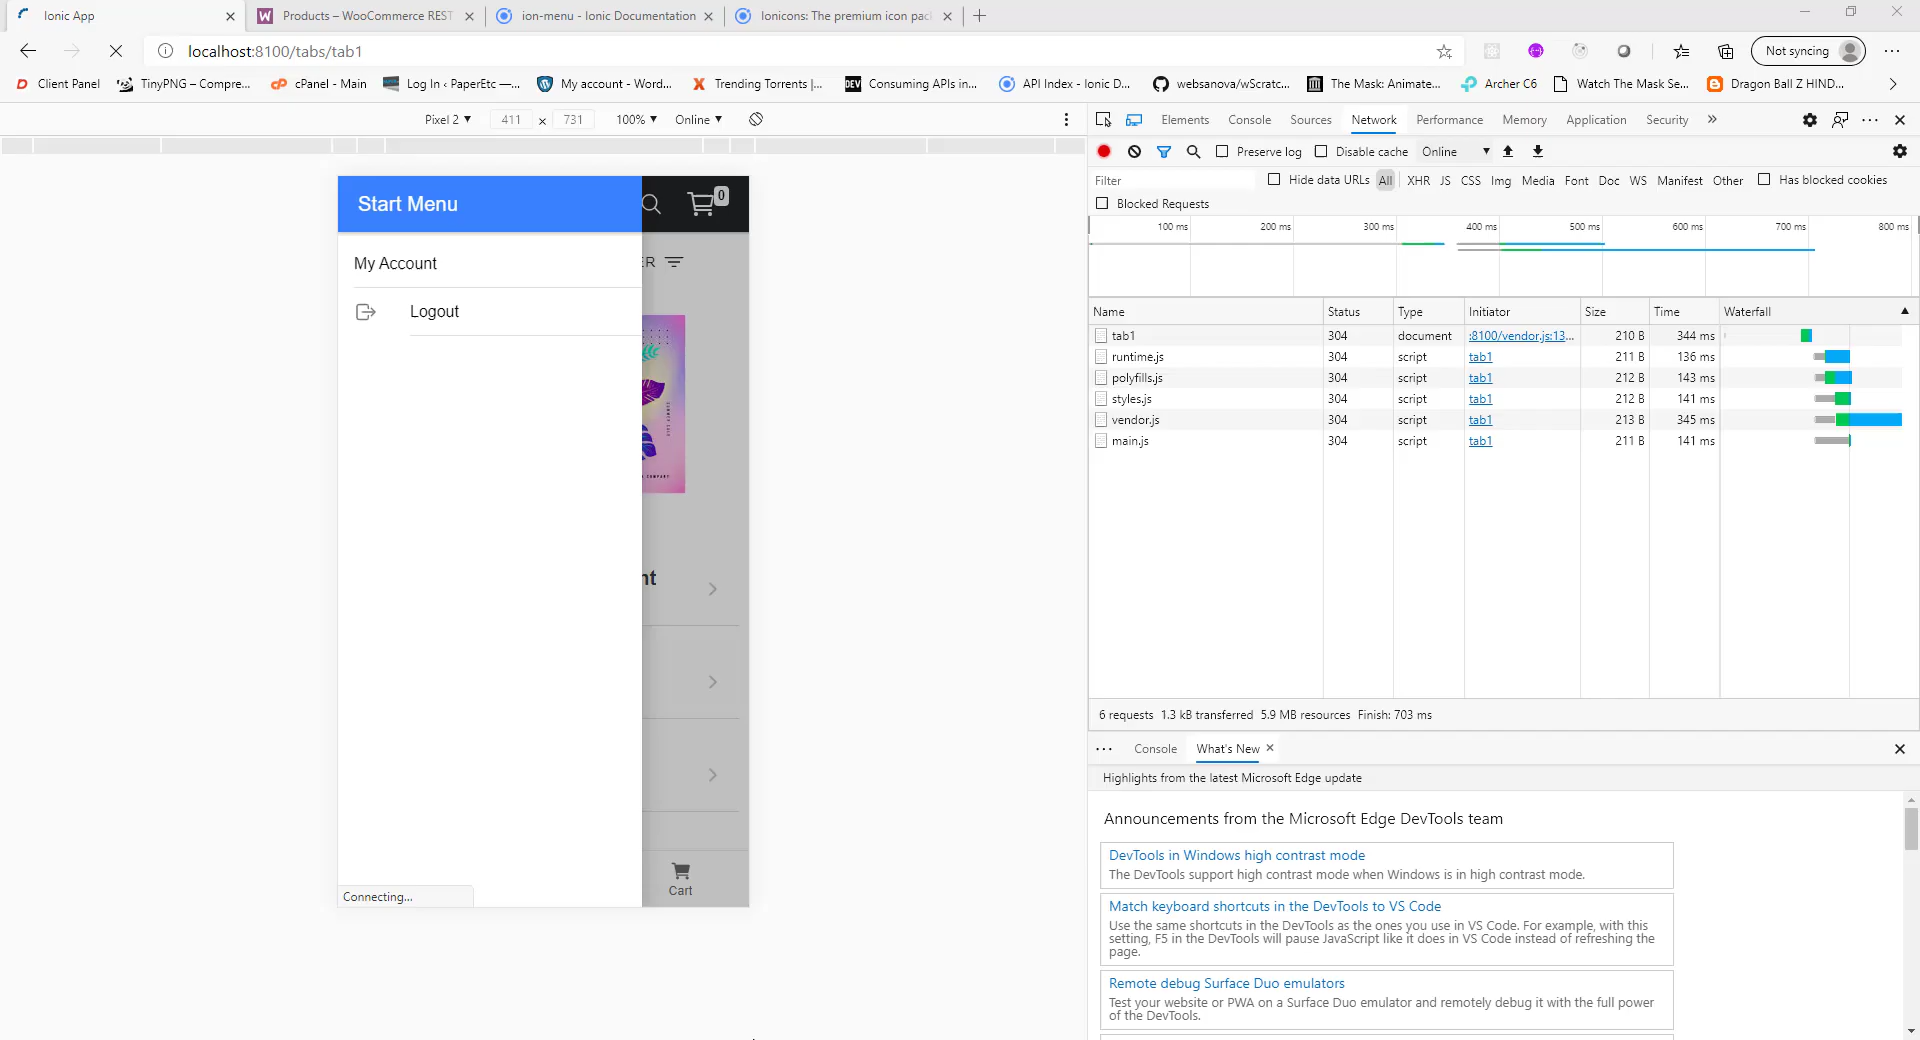 Ionic App
Products – WooCommerce REST
ion-menu - Ionic Documentation
Ionicons: The premium icon pac
localhost:8100/tabs/tab1
Not syncing
Client Panel
TinyPNG – Compre...
cPanel - Main
Log In ‹ PaperEtc —...
My account - Word...
Trending Torrents |...
DEV
Consuming APIs in...
API Index - Ionic D...
websanova/wScratc...
The Mask: Animate...
Archer C6
Watch The Mask Se...
Dragon Ball Z HIND...
Pixel 2 411 x 731 100% Online
Elements Console Sources Network Performance Memory Application Security
Preserve log Disable cache Online
Filter Hide data URLs All XHR JS CSS Img Media Font Doc WS Manifest Other Has blocked cookies
Blocked Requests
100 ms 200 ms 300 ms 400 ms 500 ms 600 ms 700 ms 800 ms
Name Status Type Initiator Size Time Waterfall
tab1 304 document :8100/vendor.js:13... 210 B 344 ms
runtime.js 304 script tab1 211 B 136 ms
polyfills.js 304 script tab1 212 B 143 ms
styles.js 304 script tab1 212 B 141 ms
vendor.js 304 script tab1 213 B 345 ms
main.js 304 script tab1 211 B 141 ms
6 requests 1.3 kB transferred 5.9 MB resources Finish: 703 ms
Start Menu
0
My Account
ER
Logout
nt
Cart
Connecting...
Console What's New
Highlights from the latest Microsoft Edge update
Announcements from the Microsoft Edge DevTools team
DevTools in Windows high contrast mode
The DevTools support high contrast mode when Windows is in high contrast mode.
Match keyboard shortcuts in the DevTools to VS Code
Use the same shortcuts in the DevTools as the ones you use in VS Code. For example, with this
setting, F5 in the DevTools will pause JavaScript like it does in VS Code instead of refreshing the
page.
Remote debug Surface Duo emulators
Test your website or PWA on a Surface Duo emulator and remotely debug it with the full power
of the DevTools.